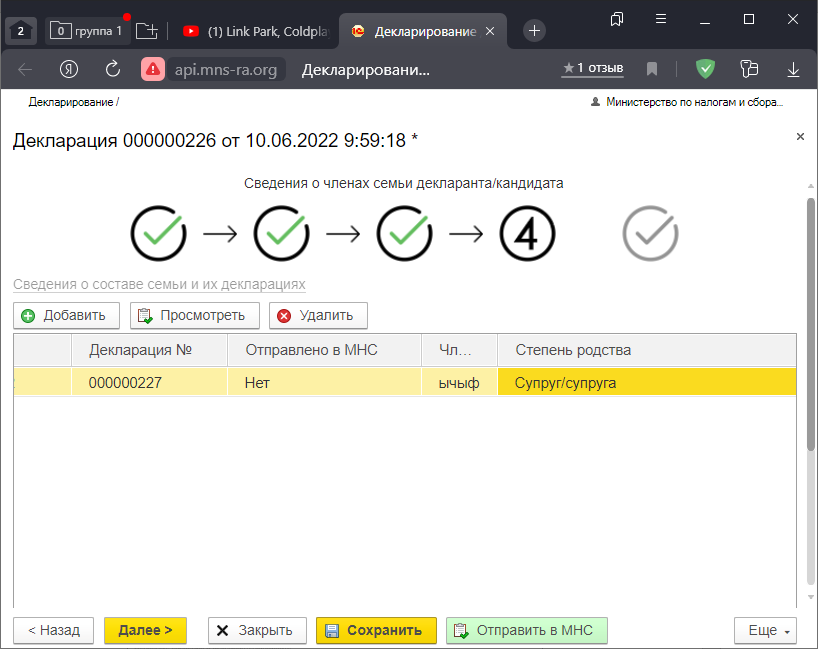 2
0 группа 1
(1) Link Park, Coldpla
Декларирование
Я
api.mns-ra.org
Декларировани...
★ 1 отзыв
Декларирование /
Министерство по налогам и сбора...
Декларация 000000226 от 10.06.2022 9:59:18 *
Сведения о членах семьи декларанта/кандидата
4
Сведения о составе семьи и их декларациях
Добавить Просмотреть Удалить
Декларация № Отправлено в МНС Чл... Степень родства
000000227 Нет ычыф Супруг/супруга
< Назад Далее > Закрыть Сохранить Отправить в МНС Еще